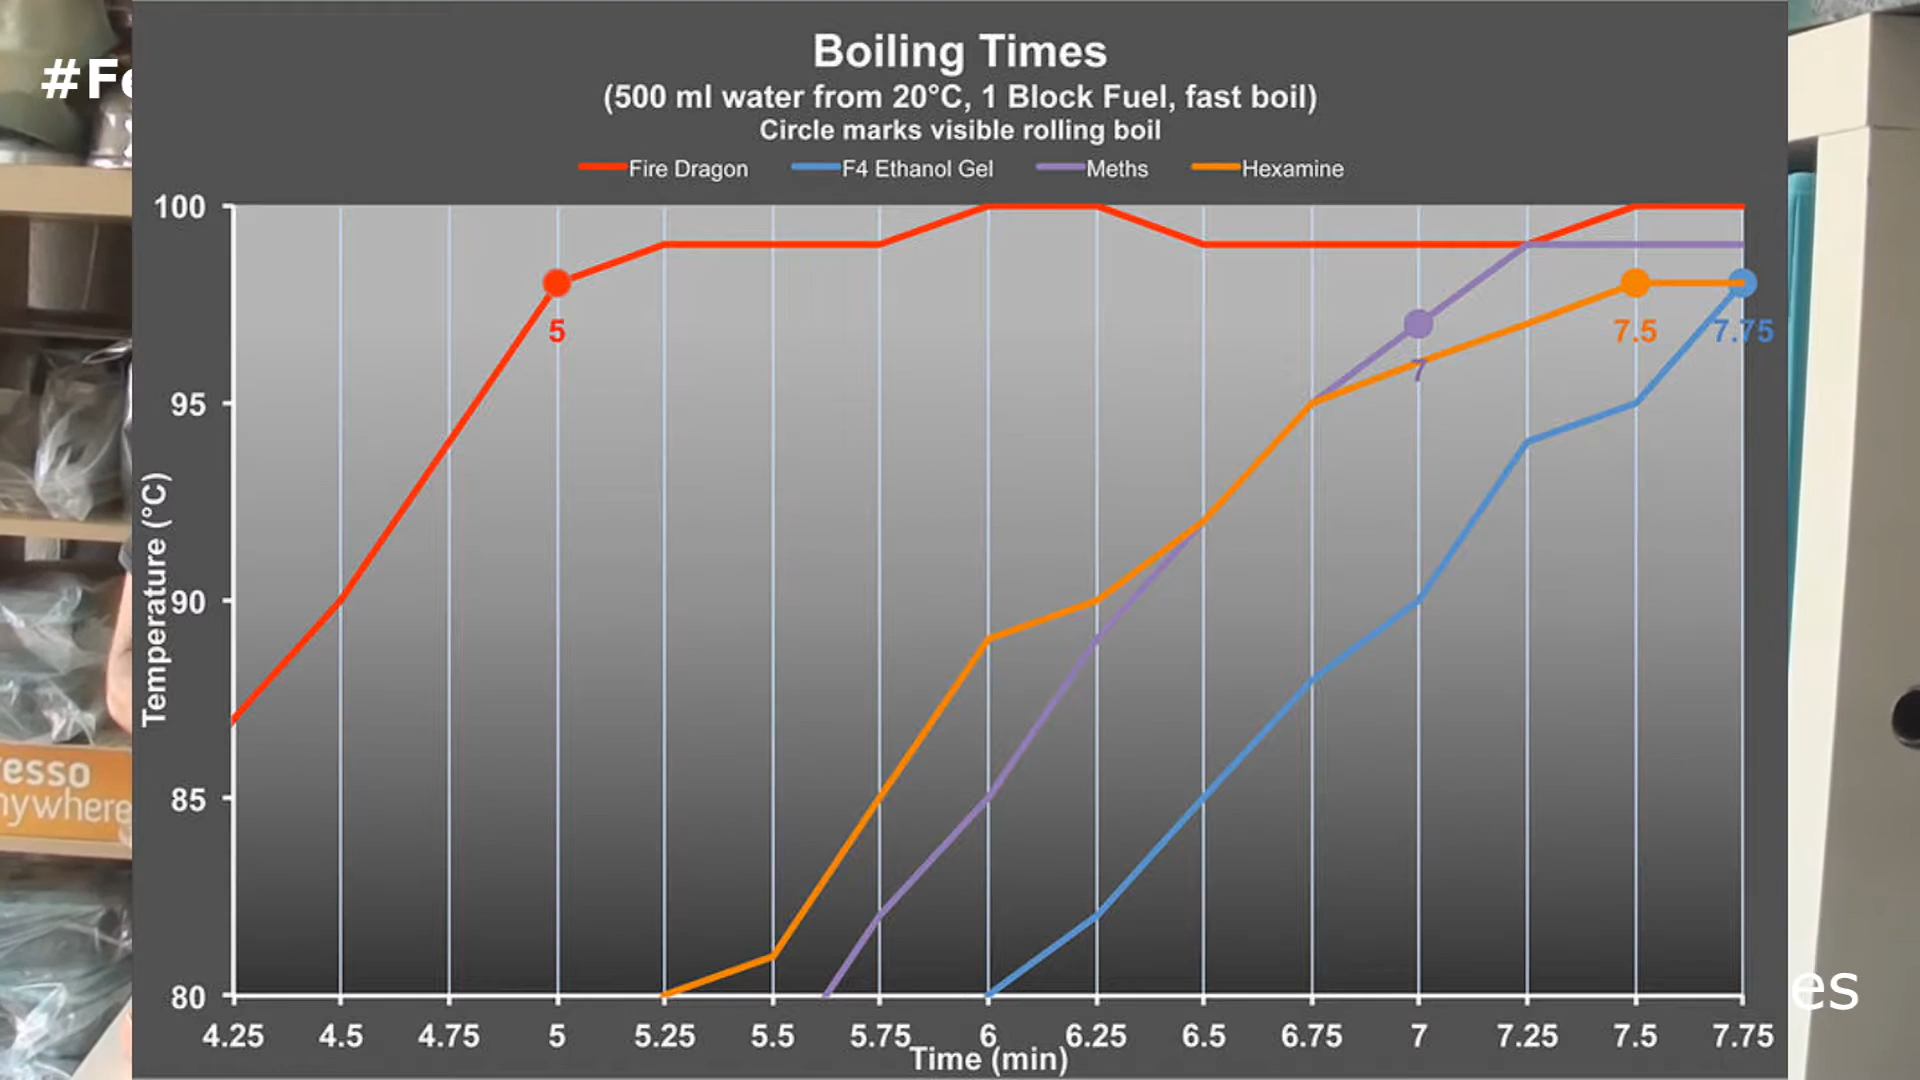 Boiling Times
(500 ml water from 20°C, 1 Block Fuel, fast boil)
Circle marks visible rolling boil
Fire Dragon F4 Ethanol Gel Meths Hexamine
#Fe
100
95
90
85
80
Temperature (°C)
5
7
7.5
7.75
4.25 4.5 4.75 5 5.25 5.5 5.75 6 6.25 6.5 6.75 7 7.25 7.5 7.75
Time (min)
esso
nywhere
es